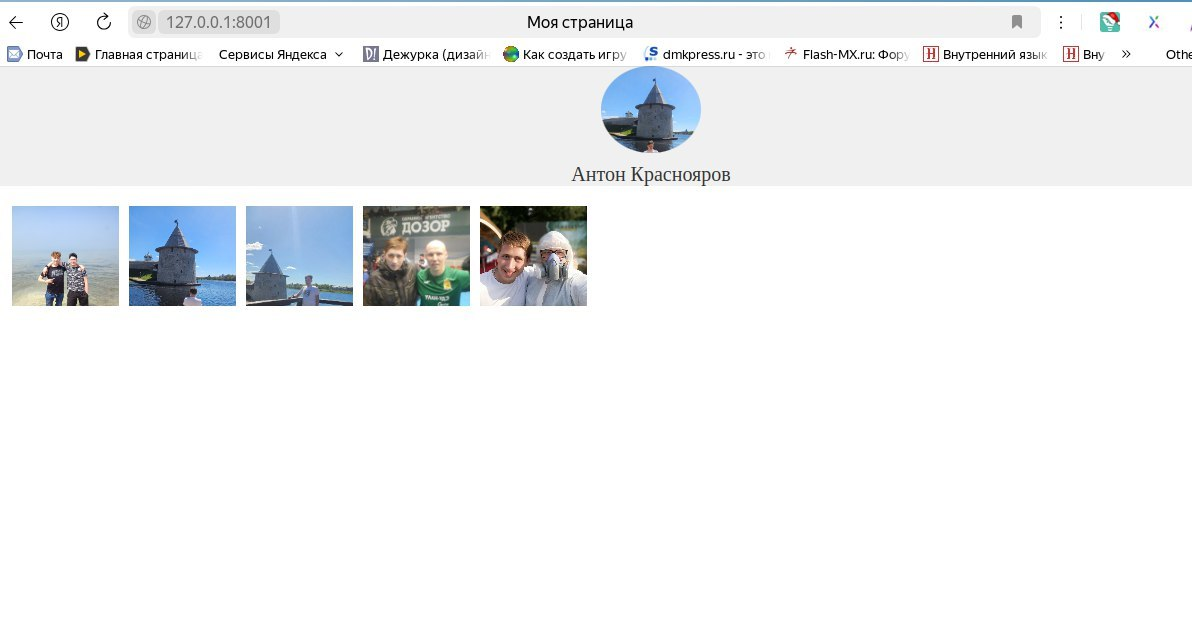 Я 127.0.0.1:8001 Моя страница
Почта Главная страница Сервисы Яндекса D! Дежурка (дизайн Как создать игру S dmkpress.ru - это Flash-MX.ru: Фору Н Внутренний язык Н Вну » Othe
Антон Краснояров
ДОЗОР